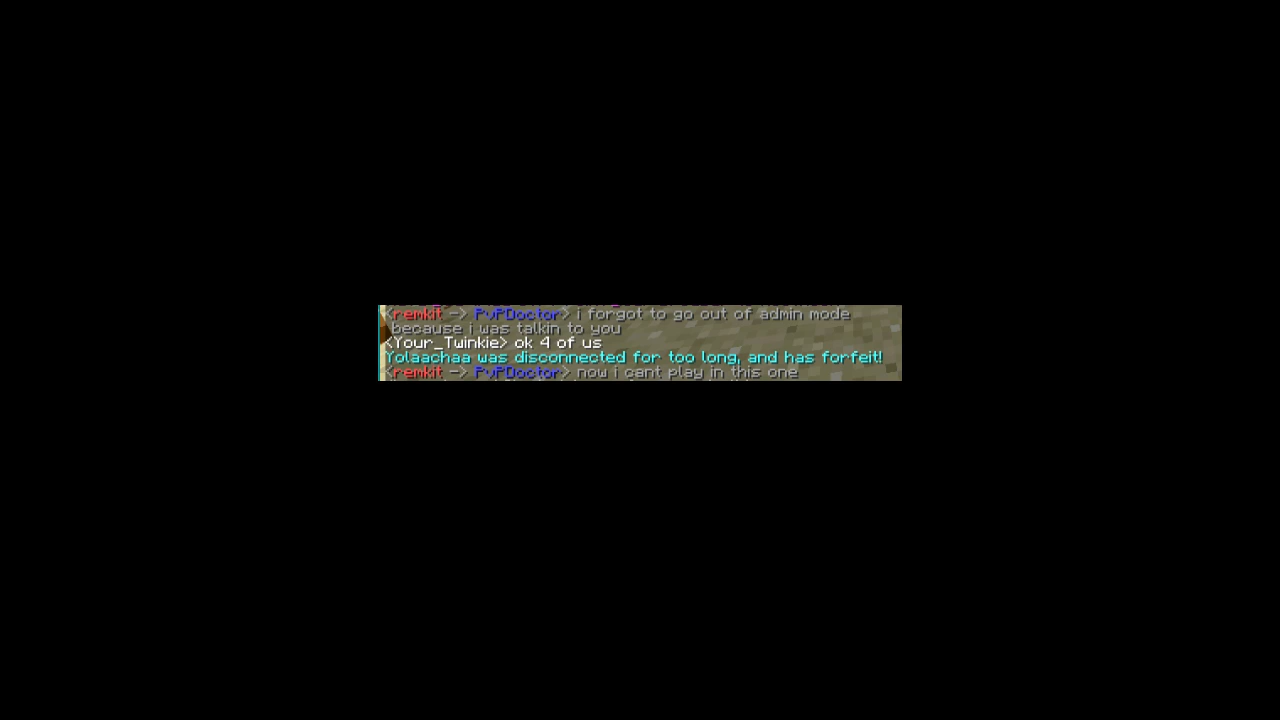 <remkit -> PvPDoctor> i forgot to go out of admin mode
because i was talkin to you
<Your_Twinkie> ok 4 of us
Yolaachaa was disconnected for too long, and has forfeit!
<remkit -> PvPDoctor> now i cant play in this one